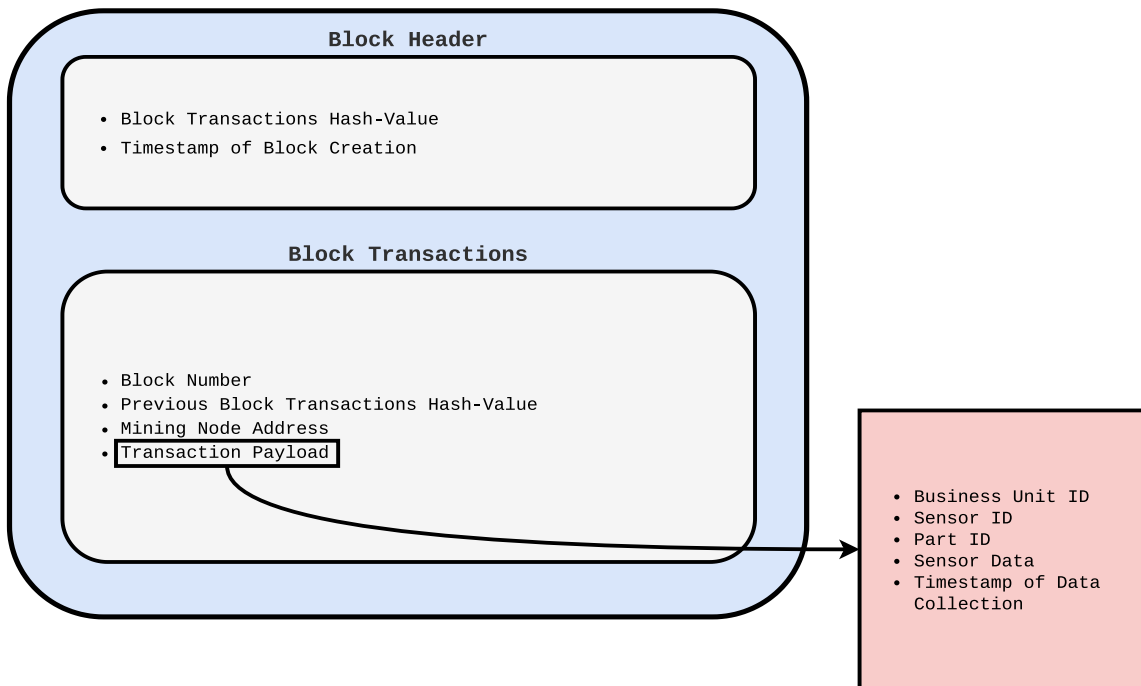 Block Header
• Block Transactions Hash-Value
• Timestamp of Block Creation
Block Transactions
• Block Number
• Previous Block Transactions Hash-Value
• Mining Node Address
• Transaction Payload
• Business Unit ID
• Sensor ID
• Part ID
• Sensor Data
• Timestamp of Data
Collection